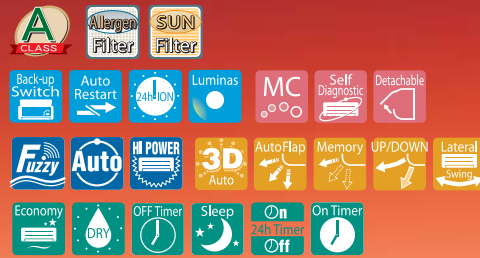 A
CLASS
Allergen
Filter
SUN
Filter
Back-up
Switch
Auto
Restart
24h ION
Luminas
MC
Self
Diagnostic
Detachable
Fuzzy
Auto
HI POWER
3D
Auto
AutoFlap
Memory
UP/DOWN
Lateral
Swing
Economy
DRY
OFF Timer
Sleep
On
24h Timer
Off
On Timer